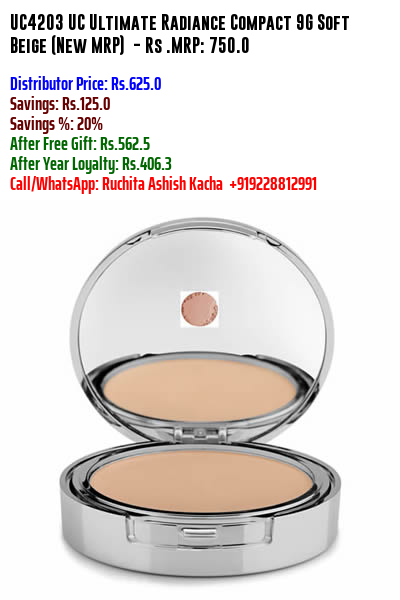 UC4203 UC Ultimate Radiance Compact 9G Soft
Beige (New MRP) - Rs .MRP: 750.0
Distributor Price: Rs.625.0
Savings: Rs.125.0
Savings %: 20%
After Free Gift: Rs.562.5
After Year Loyalty: Rs.406.3
Call/WhatsApp: Ruchita Ashish Kacha +919228812991